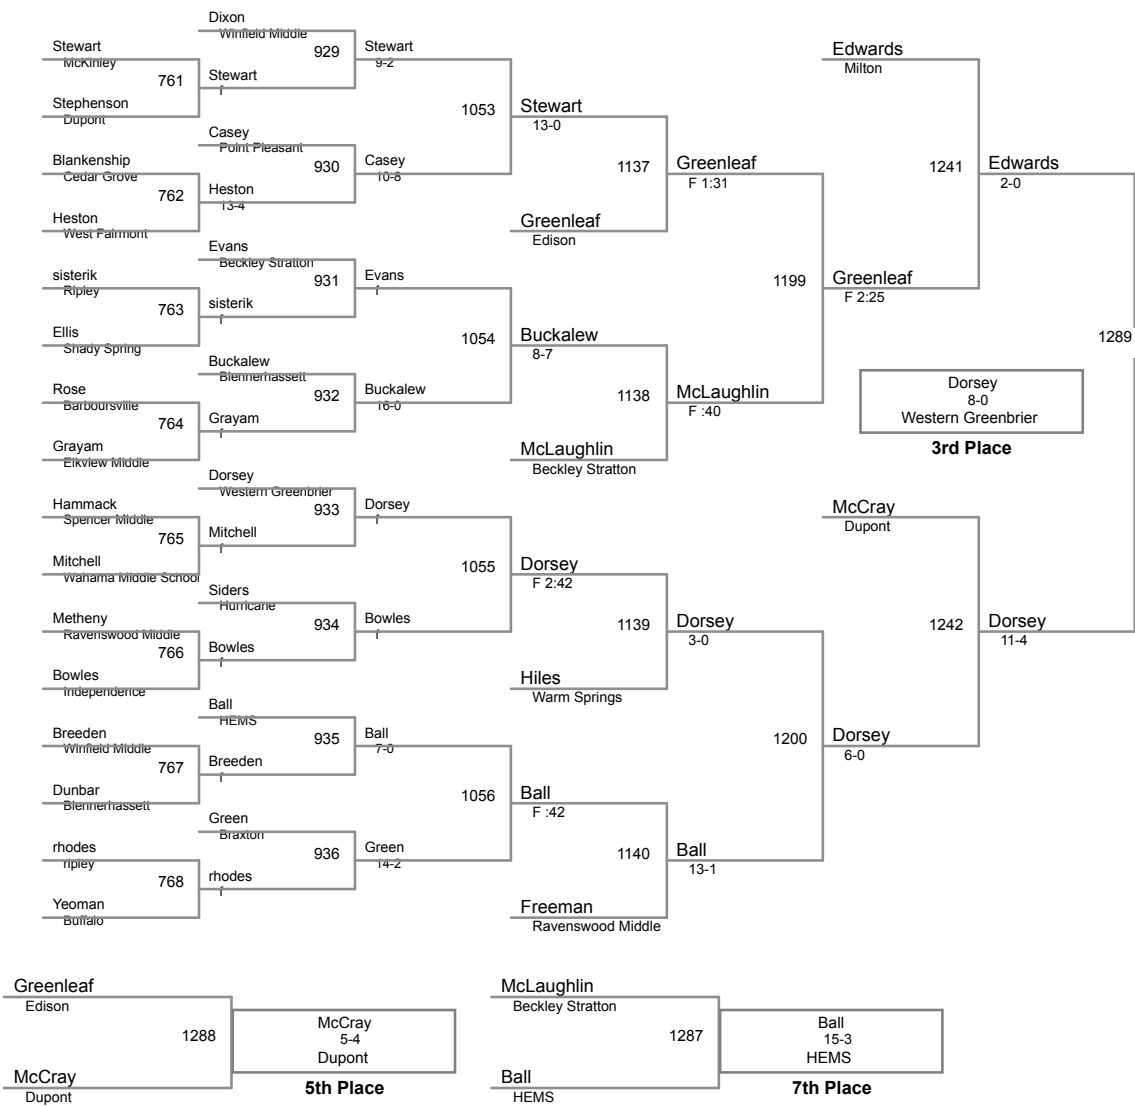 Dixon
Winfield Middle
Stewart
McKinley
929
Stewart
9-2
Edwards
Milton
761
Stewart
f
Stephenson
Dupont
1053
Stewart
13-0
Casey
Point Pleasant
Blankenship
Cedar Grove
930
Casey
10-8
1137
Greenleaf
F 1:31
1241
Edwards
2-0
762
Heston
13-4
Heston
West Fairmont
Greenleaf
Edison
Evans
Beckley Stratton
sisterik
Ripley
931
Evans
f
1199
Greenleaf
F 2:25
763
sisterik
f
Ellis
Shady Spring
1054
Buckalew
8-7
1289
Buckalew
Blennerhassett
Rose
Barboursville
932
Buckalew
16-0
1138
McLaughlin
F :40
Dorsey
8-0
Western Greenbrier
3rd Place
764
Grayam
f
Grayam
Elkview Middle
McLaughlin
Beckley Stratton
Dorsey
Western Greenbrier
Hammack
Spencer Middle
933
Dorsey
f
McCray
Dupont
765
Mitchell
f
Mitchell
Wahama Middle School
1055
Dorsey
F 2:42
Siders
Hurricane
Metheny
Ravenswood Middle
934
Bowles
f
1139
Dorsey
3-0
1242
Dorsey
11-4
766
Bowles
f
Bowles
Independence
Hiles
Warm Springs
Ball
HEMS
Breeden
Winfield Middle
935
Ball
7-0
1200
Dorsey
6-0
767
Breeden
f
Dunbar
Blennerhassett
1056
Ball
F :42
Green
Braxton
rhodes
ripley
936
Green
14-2
1140
Ball
13-1
768
rhodes
f
Yeoman
Buffalo
Freeman
Ravenswood Middle
Greenleaf
Edison
1288
McCray
5-4
Dupont
McCray
Dupont
5th Place
McLaughlin
Beckley Stratton
1287
Ball
15-3
HEMS
Ball
HEMS
7th Place